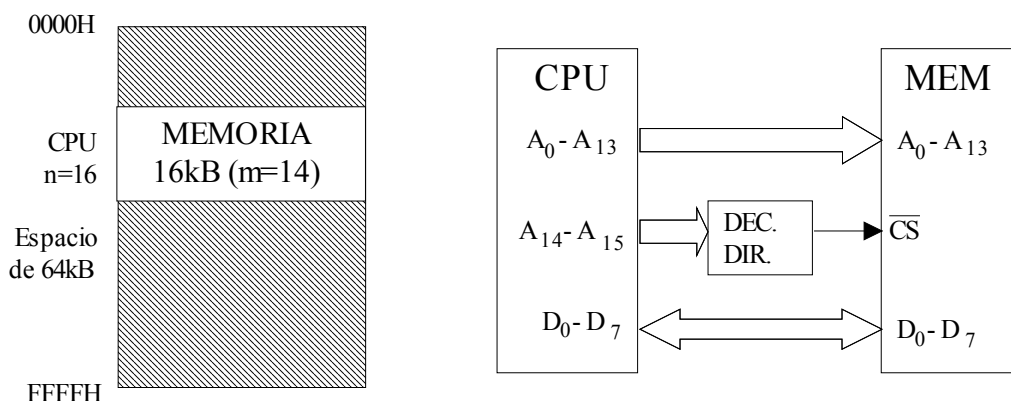 0000H
MEMORIA
16kB (m=14)
CPU
n=16
Espacio
de 64kB
FFFFH
CPU
MEM
A0 - A13
A0 - A13
A14 - A15
DEC.
DIR.
CS
D0 - D7
D0 - D7